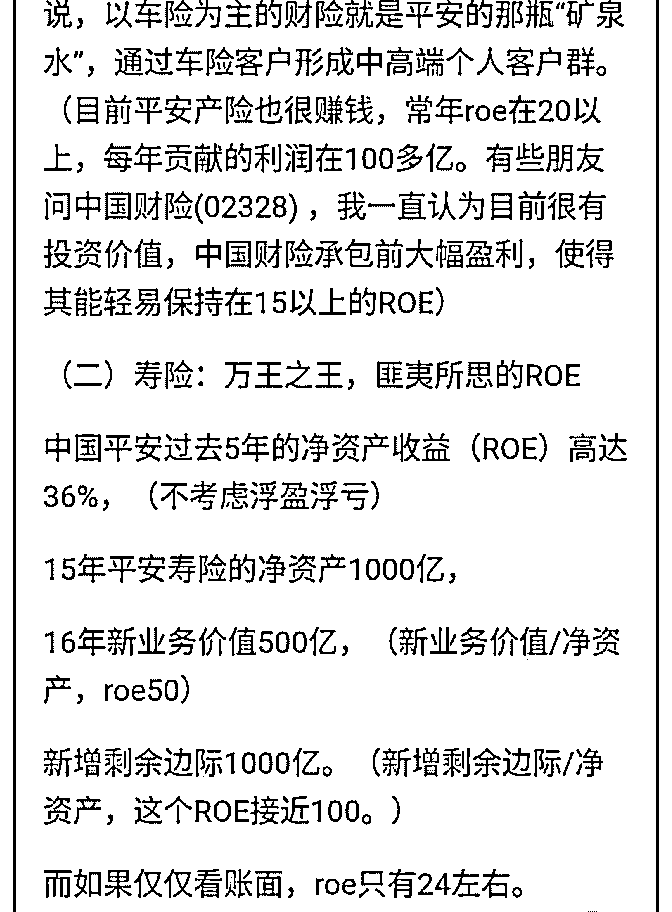 说，以车险为主的财险就是平安的那瓶“矿泉
水”，通过车险客户形成中高端个人客户群。
（目前平安产险也很赚钱，常年roe在20以
上，每年贡献的利润在100多亿。有些朋友
问中国财险(02328) ，我一直认为目前很有
投资价值，中国财险承包前大幅盈利，使得
其能轻易保持在15以上的ROE）
（二）寿险：万王之王，匪夷所思的ROE
中国平安过去5年的净资产收益（ROE）高达
36%，（不考虑浮盈浮亏）
15年平安寿险的净资产1000亿，
16年新业务价值500亿，（新业务价值/净资
产，roe50）
新增剩余边际1000亿。（新增剩余边际/净
资产，这个ROE接近100。）
而如果仅仅看账面，roe只有24左右。